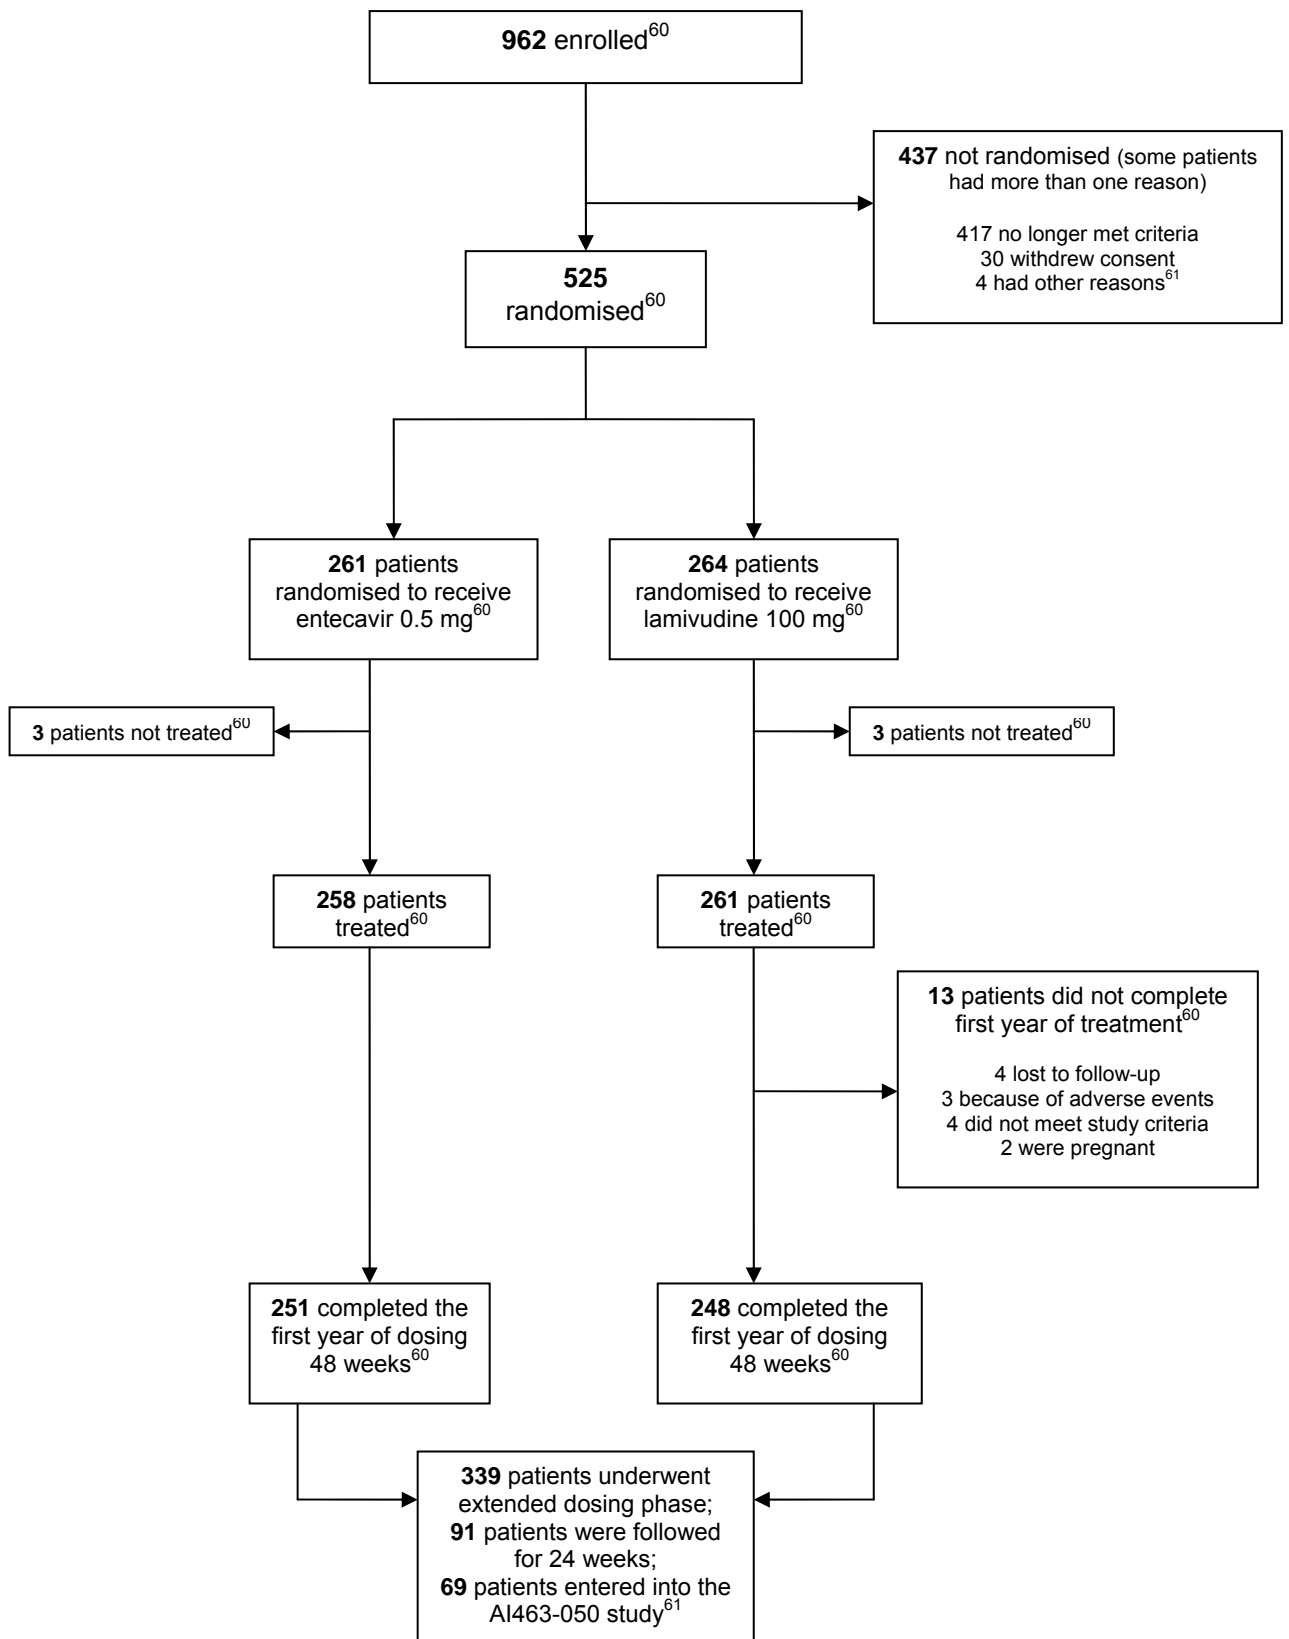 962 enrolled60
437 not randomised (some patients
had more than one reason)
417 no longer met criteria
30 withdrew consent
4 had other reasons61
525
randomised60
261 patients
randomised to receive
entecavir 0.5 mg60
264 patients
randomised to receive
lamivudine 100 mg60
3 patients not treated60
3 patients not treated60
258 patients
treated60
261 patients
treated60
13 patients did not complete
first year of treatment60
4 lost to follow-up
3 because of adverse events
4 did not meet study criteria
2 were pregnant
251 completed the
first year of dosing
48 weeks60
248 completed the
first year of dosing
48 weeks60
339 patients underwent
extended dosing phase;
91 patients were followed
for 24 weeks;
69 patients entered into the
AI463-050 study61